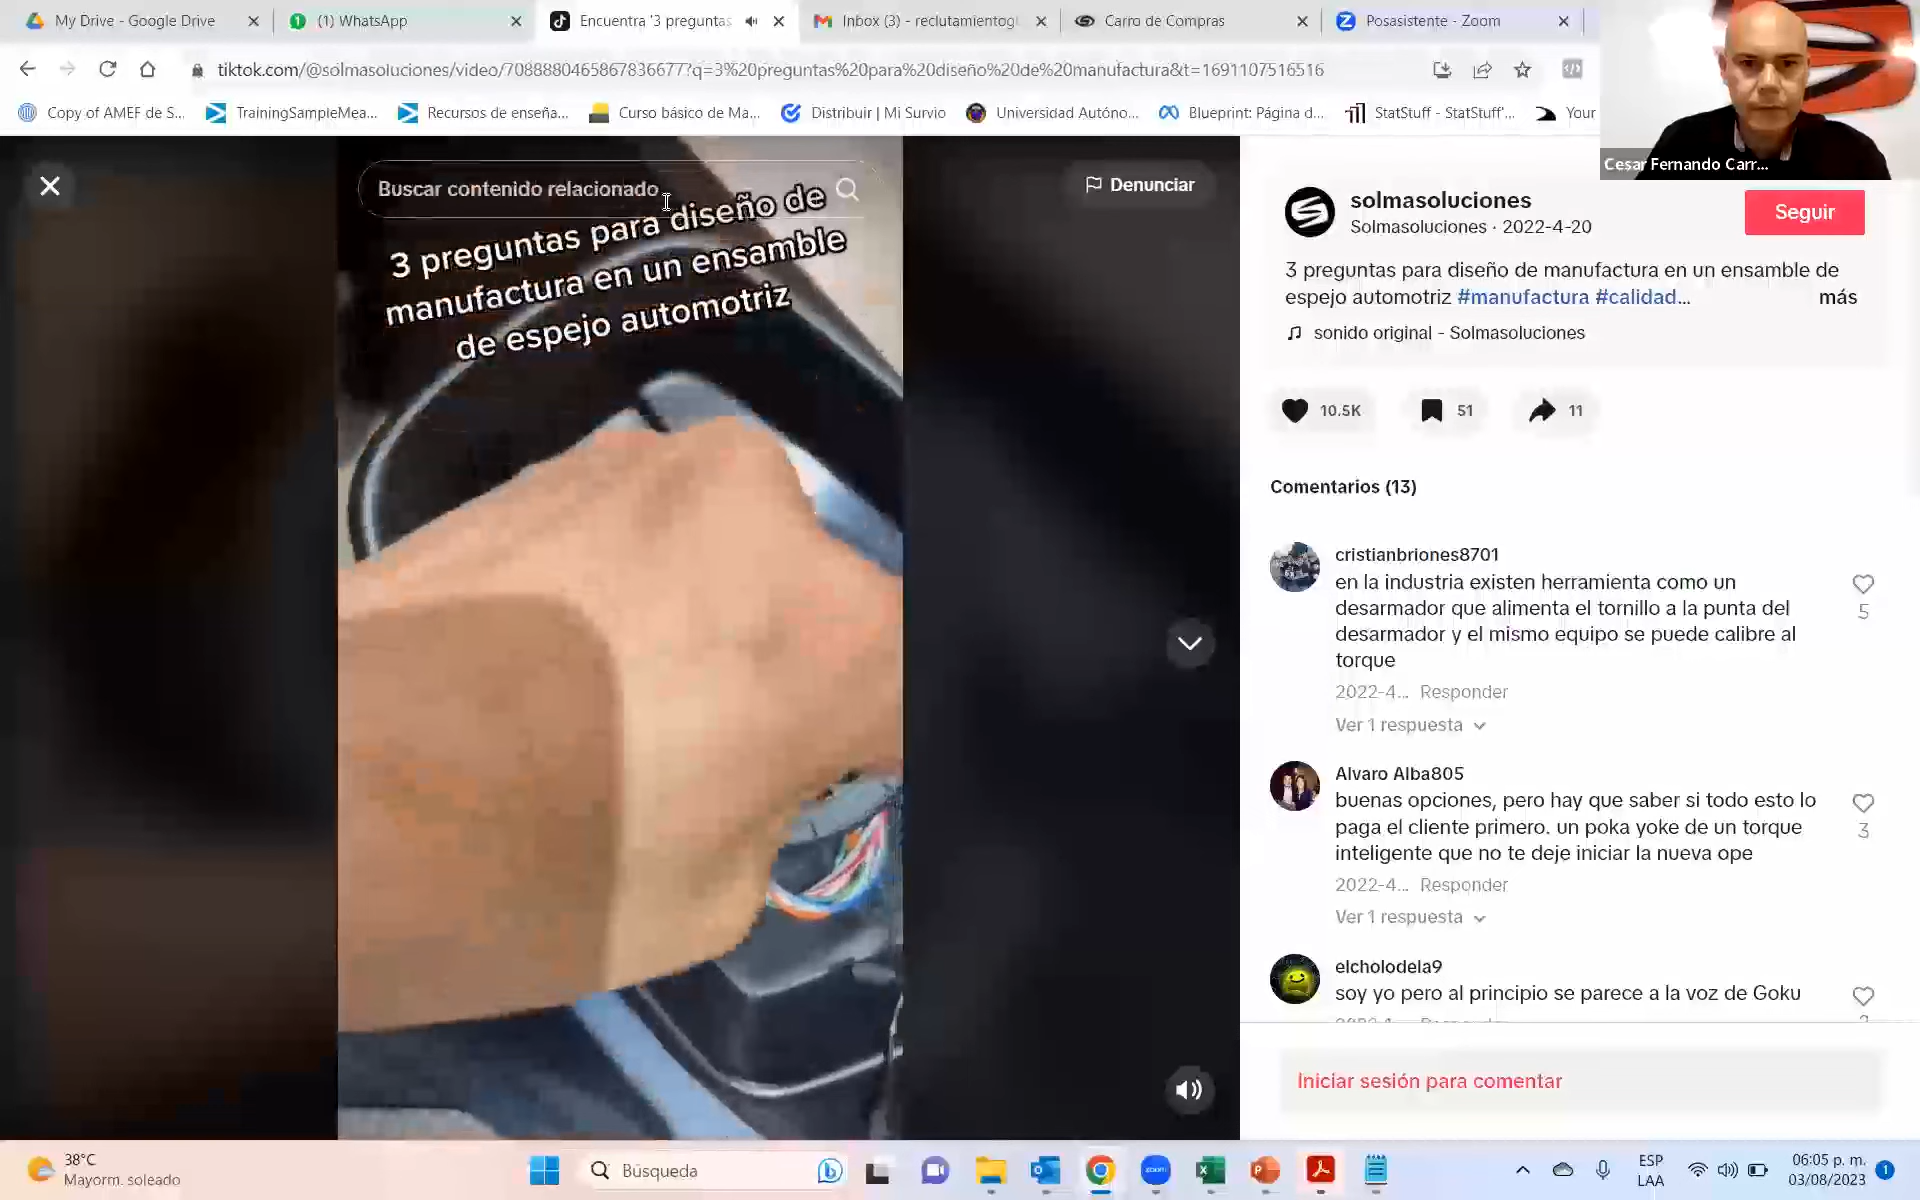 My Drive - Google Drive
(1) WhatsApp
Encuentra '3 preguntas
Inbox (3) - reclutamientog
Carro de Compras
Posasistente - Zoom
tiktok.com/@solmasoluciones/video/7088880465867836677?q=3%20preguntas%20para%20diseño%20de%20manufactura&t=1691107516516
Copy of AMEF de S...
TrainingSampleMea...
Recursos de enseña...
Curso básico de Ma...
Distribuir | Mi Survio
Universidad Autóno...
Blueprint: Página d...
StatStuff - StatStuff'...
Your
Cesar Fernando Carr...
Buscar contenido relacionado
Denunciar
3 preguntas para diseño de
manufactura en un ensamble
de espejo automotriz
solmasoluciones
Solmasoluciones · 2022-4-20
Seguir
3 preguntas para diseño de manufactura en un ensamble de
espejo automotriz #manufactura #calidad...
más
sonido original - Solmasoluciones
10.5K
51
11
Comentarios (13)
cristianbriones8701
en la industria existen herramienta como un
desarmador que alimenta el tornillo a la punta del
desarmador y el mismo equipo se puede calibre al
torque
5
2022-4... Responder
Ver 1 respuesta
Alvaro Alba805
buenas opciones, pero hay que saber si todo esto lo
paga el cliente primero. un poka yoke de un torque
inteligente que no te deje iniciar la nueva ope
3
2022-4... Responder
Ver 1 respuesta
elcholodela9
soy yo pero al principio se parece a la voz de Goku
Iniciar sesión para comentar
38°C
Mayorm. soleado
Búsqueda
zoom
ESP
LAA
06:05 p. m.
03/08/2023
1